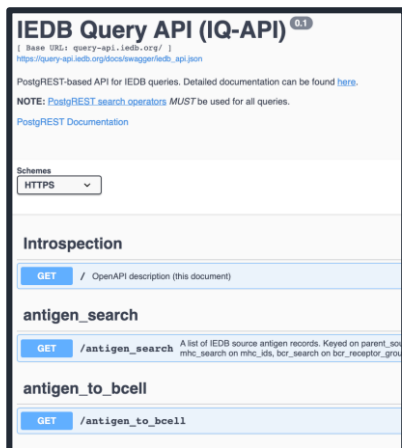 IEDB Query API (IQ-API) 0.1
[ Base URL: query-api.iedb.org/ ]
https://query-api.iedb.org/docs/swagger/iedb_api.json
PostgREST-based API for IEDB queries. Detailed documentation can be found here.
NOTE: PostgREST search operators MUST be used for all queries.
PostgREST Documentation
Schemes
HTTPS
Introspection
GET / OpenAPI description (this document)
antigen_search
GET /antigen_search A list of IEDB source antigen records. Keyed on parent_sou
mhc_search on mhc_ids, bcr_search on bcr_receptor_grou
antigen_to_bcell
GET /antigen_to_bcell